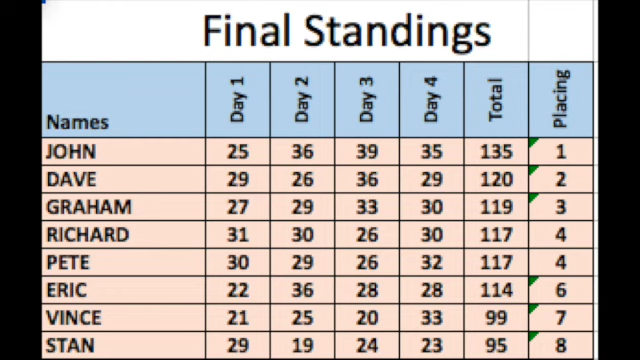 Final Standings
Names Day 1 Day 2 Day 3 Day 4 Total Placing
JOHN 25 36 39 35 135 1
DAVE 29 26 36 29 120 2
GRAHAM 27 29 33 30 119 3
RICHARD 31 30 26 30 117 4
PETE 30 29 26 32 117 4
ERIC 22 36 28 28 114 6
VINCE 21 25 20 33 99 7
STAN 29 19 24 23 95 8